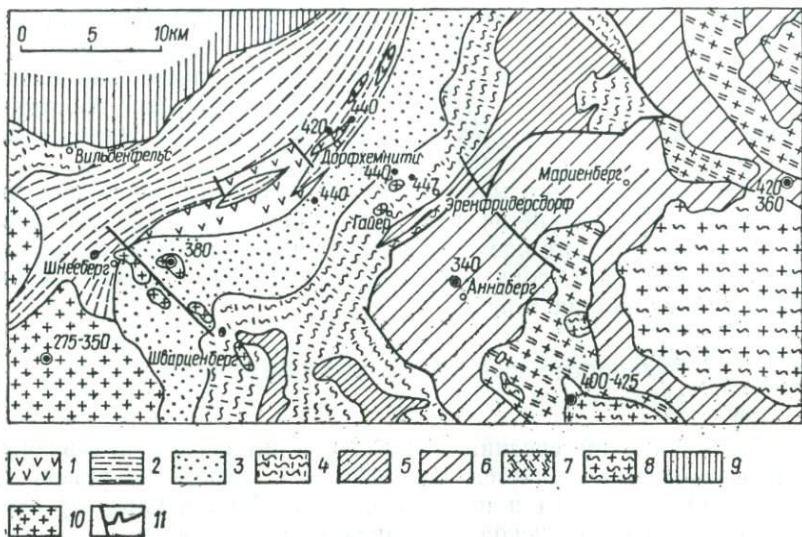 0 5 10км
440
420
Вильденфельс
Дорфхемнитц
440
447
Мариенберг
420
360
440
Эренфридерсдорф
Гайер
Шнееберг
380
340
Аннаберг
275-350
Шварценберг
400-425
1 2 3 4 5 6 7 8 9
10 11